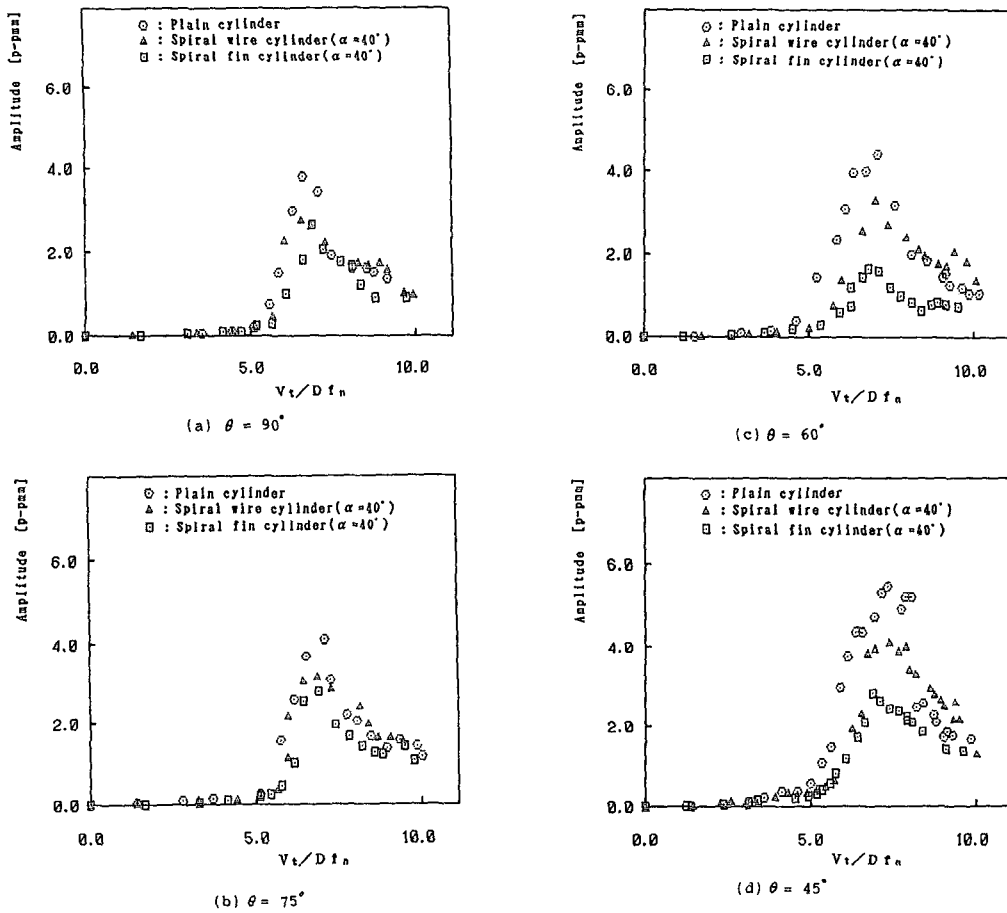 ⊙ : Plain cylinder
△ : Spiral wire cylinder(α=40°)
⊡ : Spiral fin cylinder(α=40°)
Amplitude [p-pmm]
6.0
4.0
2.0
0.0
0.0 5.0 10.0
Vt/Dfn
(a) θ = 90°
⊙ : Plain cylinder
△ : Spiral wire cylinder(α=40°)
⊡ : Spiral fin cylinder(α=40°)
Amplitude [p-pmm]
6.0
4.0
2.0
0.0
0.0 5.0 10.0
Vt/Dfn
(c) θ = 60°
⊙ : Plain cylinder
△ : Spiral wire cylinder(α=40°)
⊡ : Spiral fin cylinder(α=40°)
Amplitude [p-pmm]
6.0
4.0
2.0
0.0
0.0 5.0 10.0
Vt/Dfn
(b) θ = 75°
⊙ : Plain cylinder
△ : Spiral wire cylinder(α=40°)
⊡ : Spiral fin cylinder(α=40°)
Amplitude [p-pmm]
6.0
4.0
2.0
0.0
0.0 5.0 10.0
Vt/Dfn
(d) θ = 45°